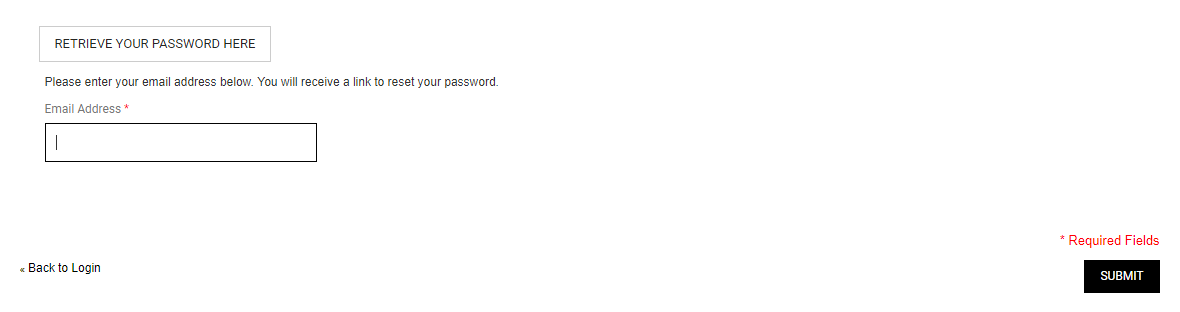 RETRIEVE YOUR PASSWORD HERE
Please enter your email address below. You will receive a link to reset your password.
Email Address *
* Required Fields
« Back to Login
SUBMIT